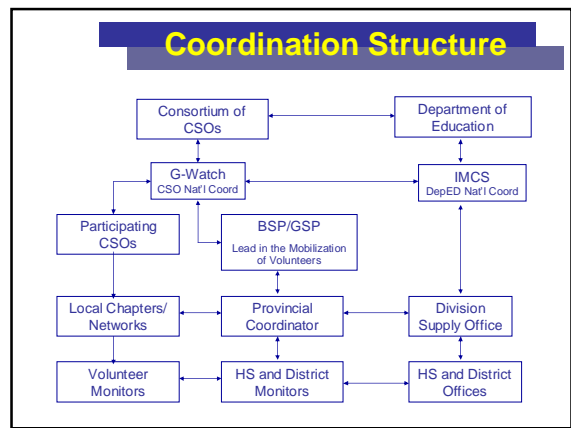 Coordination Structure
Consortium of
CSOs
Department of
Education
G-Watch
CSO Nat'l Coord
IMCS
DepED Nat'l Coord
Participating
CSOs
BSP/GSP
Lead in the Mobilization
of Volunteers
Local Chapters/
Networks
Provincial
Coordinator
Division
Supply Office
Volunteer
Monitors
HS and District
Monitors
HS and District
Offices